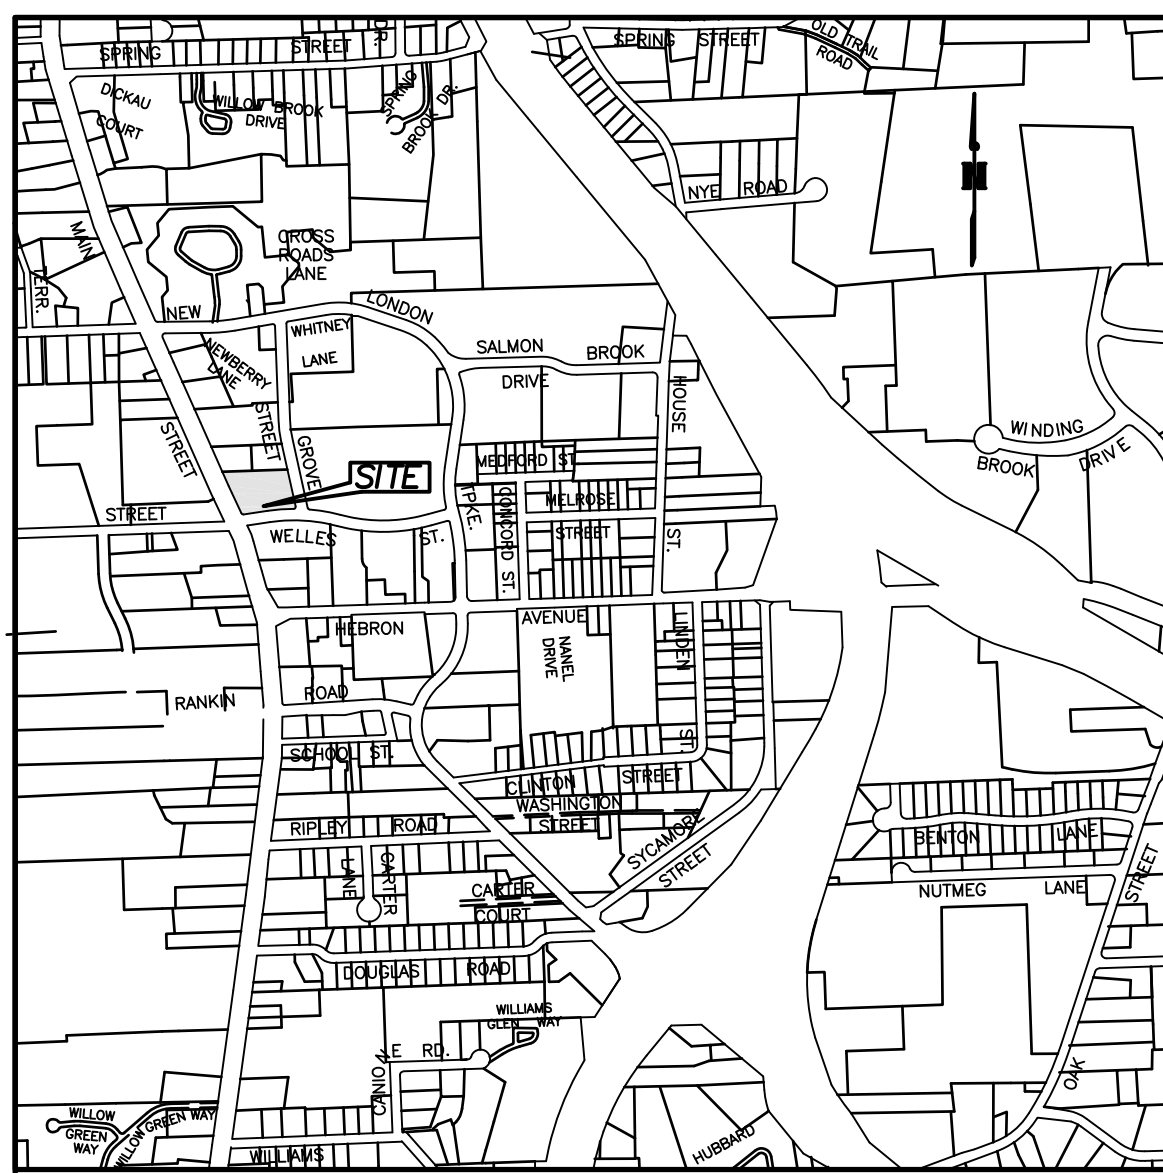 SPRING STREET
DR.
SPRING STREET
OLD TRAIL
ROAD
DICKAU
COURT
WILLOW BROOK
DRIVE
SPRING
BROOK DR.
NYE ROAD
N
MAIN
CROSS
ROADS
LANE
TERR.
NEW LONDON
WHITNEY
LANE
NEWBERRY
LANE
SALMON BROOK
DRIVE
HOUSE
STREET
STREET
GROVE
SITE
MEDFORD ST
WINDING
BROOK DRIVE
TPKE.
CONCORD ST.
MELROSE
STREET
STREET
WELLES ST.
ST.
HEBRON
AVENUE
NANEL
DRIVE
LINDEN
RANKIN
ROAD
SCHOOL ST.
ST.
CLINTON STREET
WASHINGTON
STREET
RIPLEY ROAD
SYCAMORE
STREET
BENTON LANE
NUTMEG LANE
STREET
CARTER
LANE
CARTER
COURT
DOUGLAS ROAD
WILLIAMS
GLEN WAY
CANIONE RD.
OAK
WILLOW
GREEN
WAY
WILLOW GREEN WAY
WILLIAMS
HUBBARD